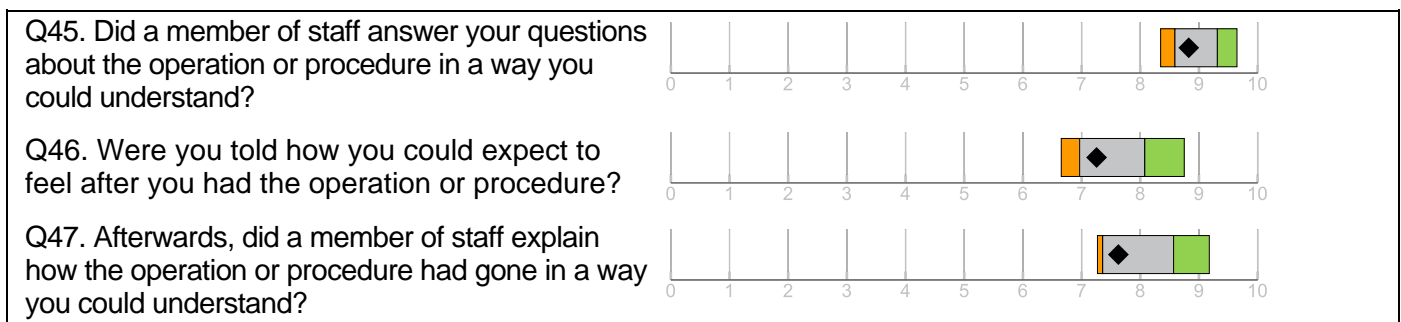 Q45. Did a member of staff answer your questions
about the operation or procedure in a way you
could understand?
0 1 2 3 4 5 6 7 8 9 10
Q46. Were you told how you could expect to
feel after you had the operation or procedure?
0 1 2 3 4 5 6 7 8 9 10
Q47. Afterwards, did a member of staff explain
how the operation or procedure had gone in a way
you could understand?
0 1 2 3 4 5 6 7 8 9 10